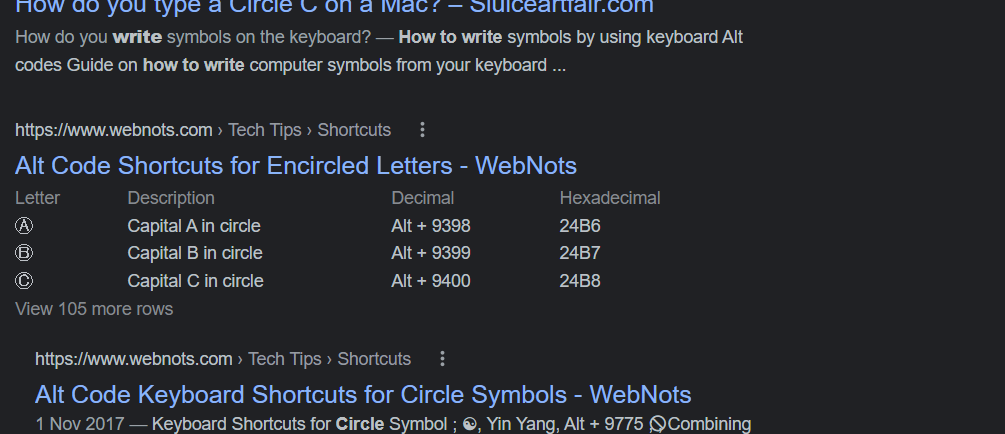 How do you type a Circle C on a Mac? – Sluiceartfair.com
How do you write symbols on the keyboard? — How to write symbols by using keyboard Alt
codes Guide on how to write computer symbols from your keyboard ...
https://www.webnots.com › Tech Tips › Shortcuts
Alt Code Shortcuts for Encircled Letters - WebNots
Letter Description Decimal Hexadecimal
Ⓐ Capital A in circle Alt + 9398 24B6
Ⓑ Capital B in circle Alt + 9399 24B7
Ⓒ Capital C in circle Alt + 9400 24B8
View 105 more rows
https://www.webnots.com › Tech Tips › Shortcuts
Alt Code Keyboard Shortcuts for Circle Symbols - WebNots
1 Nov 2017 — Keyboard Shortcuts for Circle Symbol ; ☯, Yin Yang, Alt + 9775 ⃠ Combining